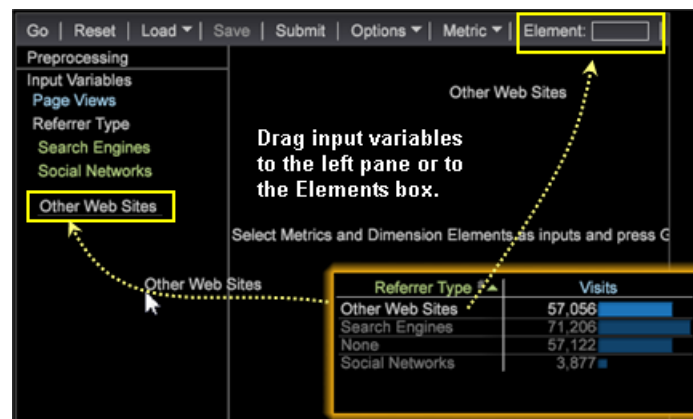 Go | Reset | Load ▾ | Save | Submit | Options ▾ | Metric ▾ | Element: |
Preprocessing
Input Variables
Page Views
Referrer Type
Search Engines
Social Networks
Other Web Sites
Other Web Sites
Drag input variables
to the left pane or to
the Elements box.
Select Metrics and Dimension Elements as inputs and press G
Other Web Sites
Referrer Type Visits
Other Web Sites 57,056
Search Engines 71,206
None 57,122
Social Networks 3,877